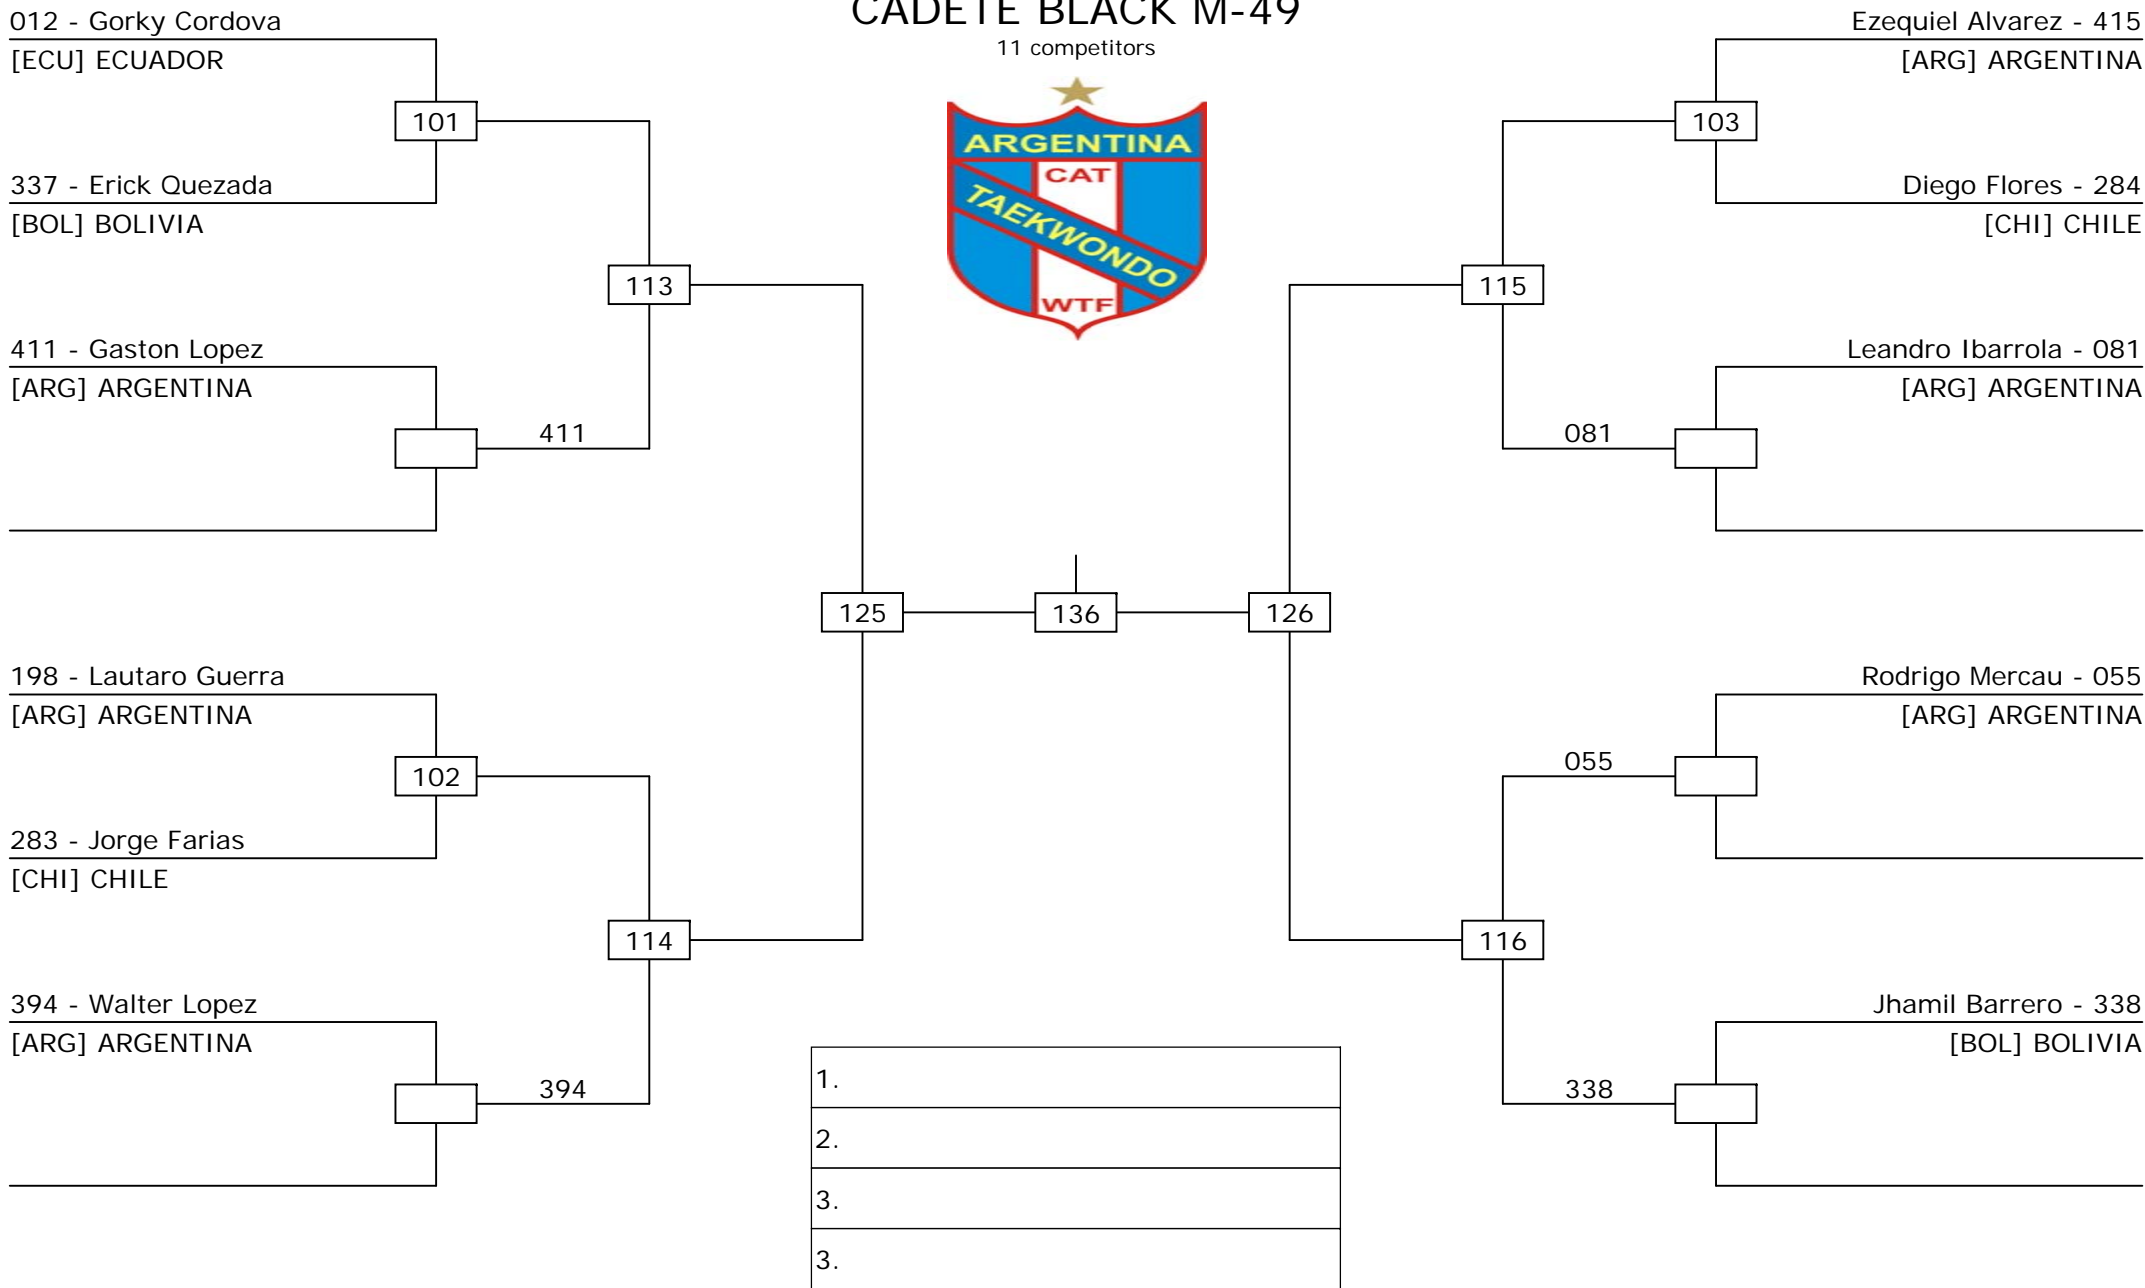 CADETE BLACK M-49
11 competitors
ARGENTINA
CAT
TAEKWONDO
WTF
012 - Gorky Cordova
[ECU] ECUADOR
101
337 - Erick Quezada
[BOL] BOLIVIA
113
411 - Gaston Lopez
[ARG] ARGENTINA
411
125
198 - Lautaro Guerra
[ARG] ARGENTINA
102
283 - Jorge Farias
[CHI] CHILE
114
394 - Walter Lopez
[ARG] ARGENTINA
394
136
Ezequiel Alvarez - 415
[ARG] ARGENTINA
103
Diego Flores - 284
[CHI] CHILE
115
Leandro Ibarrola - 081
[ARG] ARGENTINA
081
126
Rodrigo Mercau - 055
[ARG] ARGENTINA
055
116
Jhamil Barrero - 338
[BOL] BOLIVIA
338
1.
2.
3.
3.